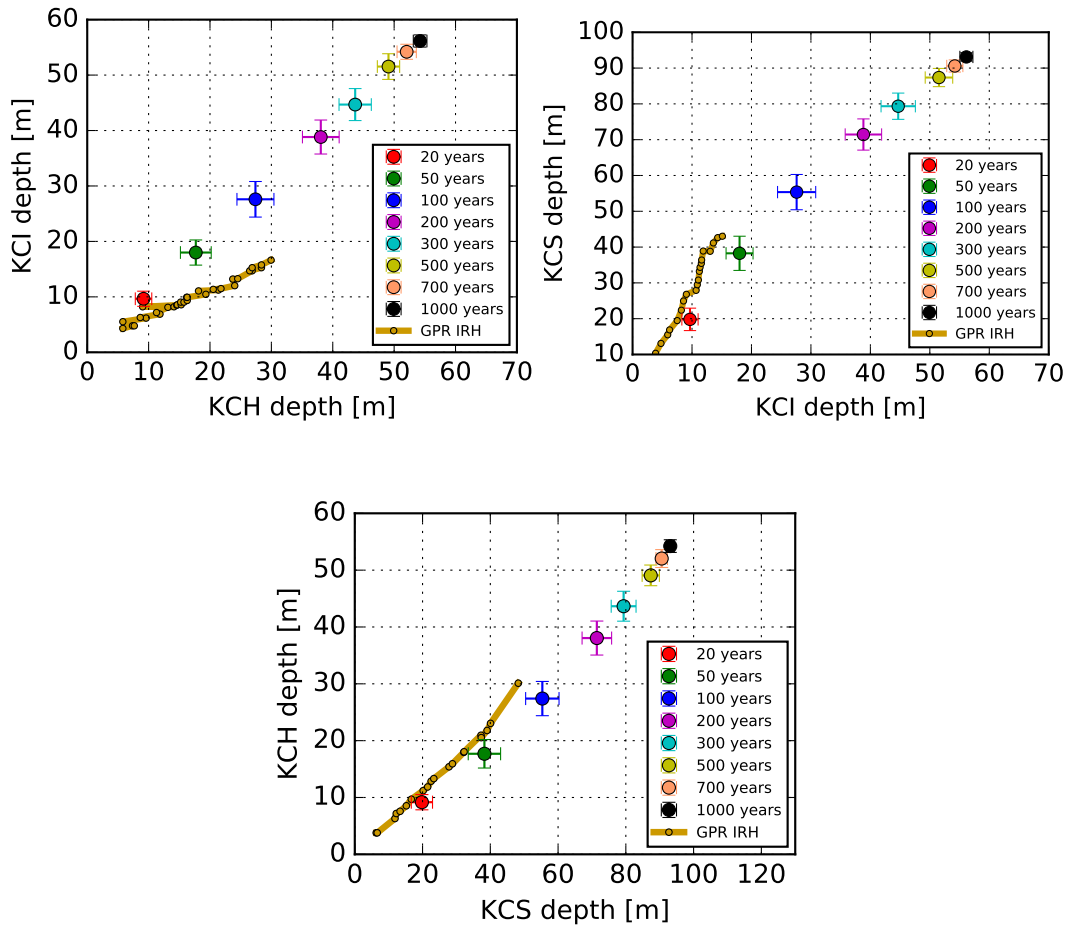 60
50
40
30
20
10
0
KCI depth [m]
0 10 20 30 40 50 60 70
KCH depth [m]
20 years
50 years
100 years
200 years
300 years
500 years
700 years
1000 years
GPR IRH
100
90
80
70
60
50
40
30
20
10
KCS depth [m]
0 10 20 30 40 50 60 70
KCI depth [m]
20 years
50 years
100 years
200 years
300 years
500 years
700 years
1000 years
GPR IRH
60
50
40
30
20
10
0
KCH depth [m]
0 20 40 60 80 100 120
KCS depth [m]
20 years
50 years
100 years
200 years
300 years
500 years
700 years
1000 years
GPR IRH